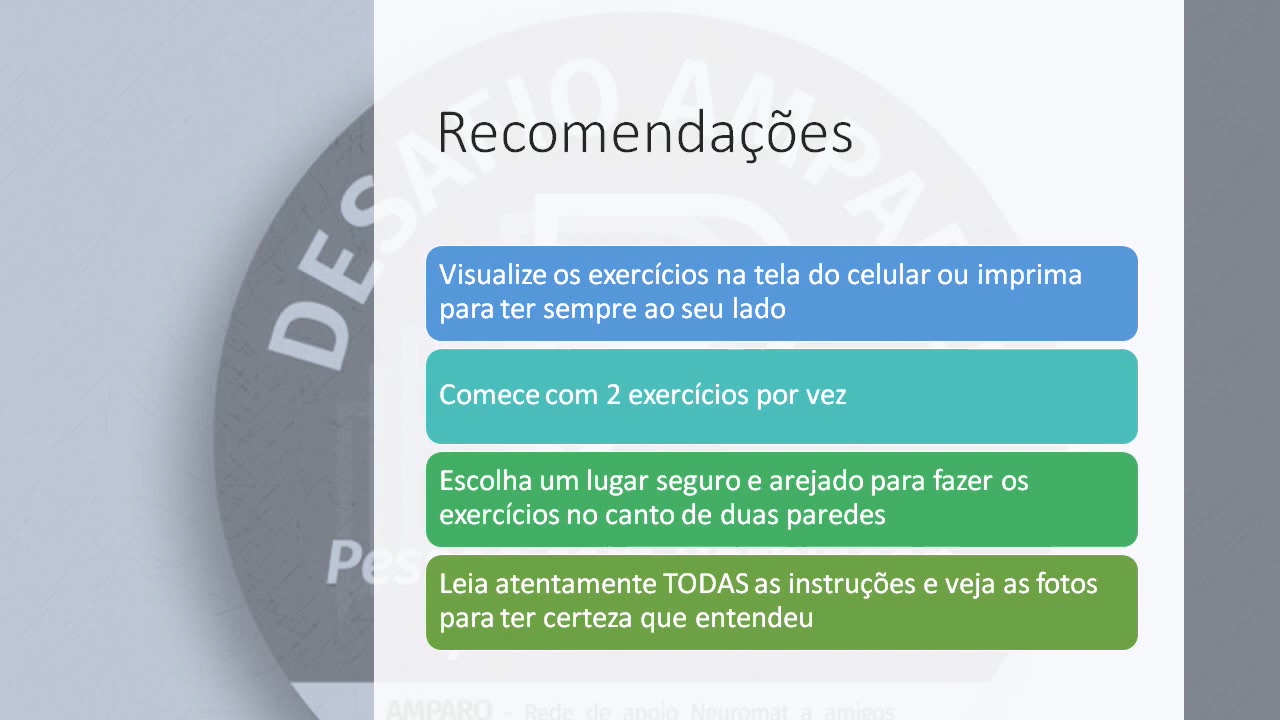 DESAFIO AMPARO
Recomendações
Visualize os exercícios na tela do celular ou imprima
para ter sempre ao seu lado
Comece com 2 exercícios por vez
Escolha um lugar seguro e arejado para fazer os
exercícios no canto de duas paredes
Leia atentamente TODAS as instruções e veja as fotos
para ter certeza que entendeu
AMPARO - Rede de apoio Neuromat a amigos